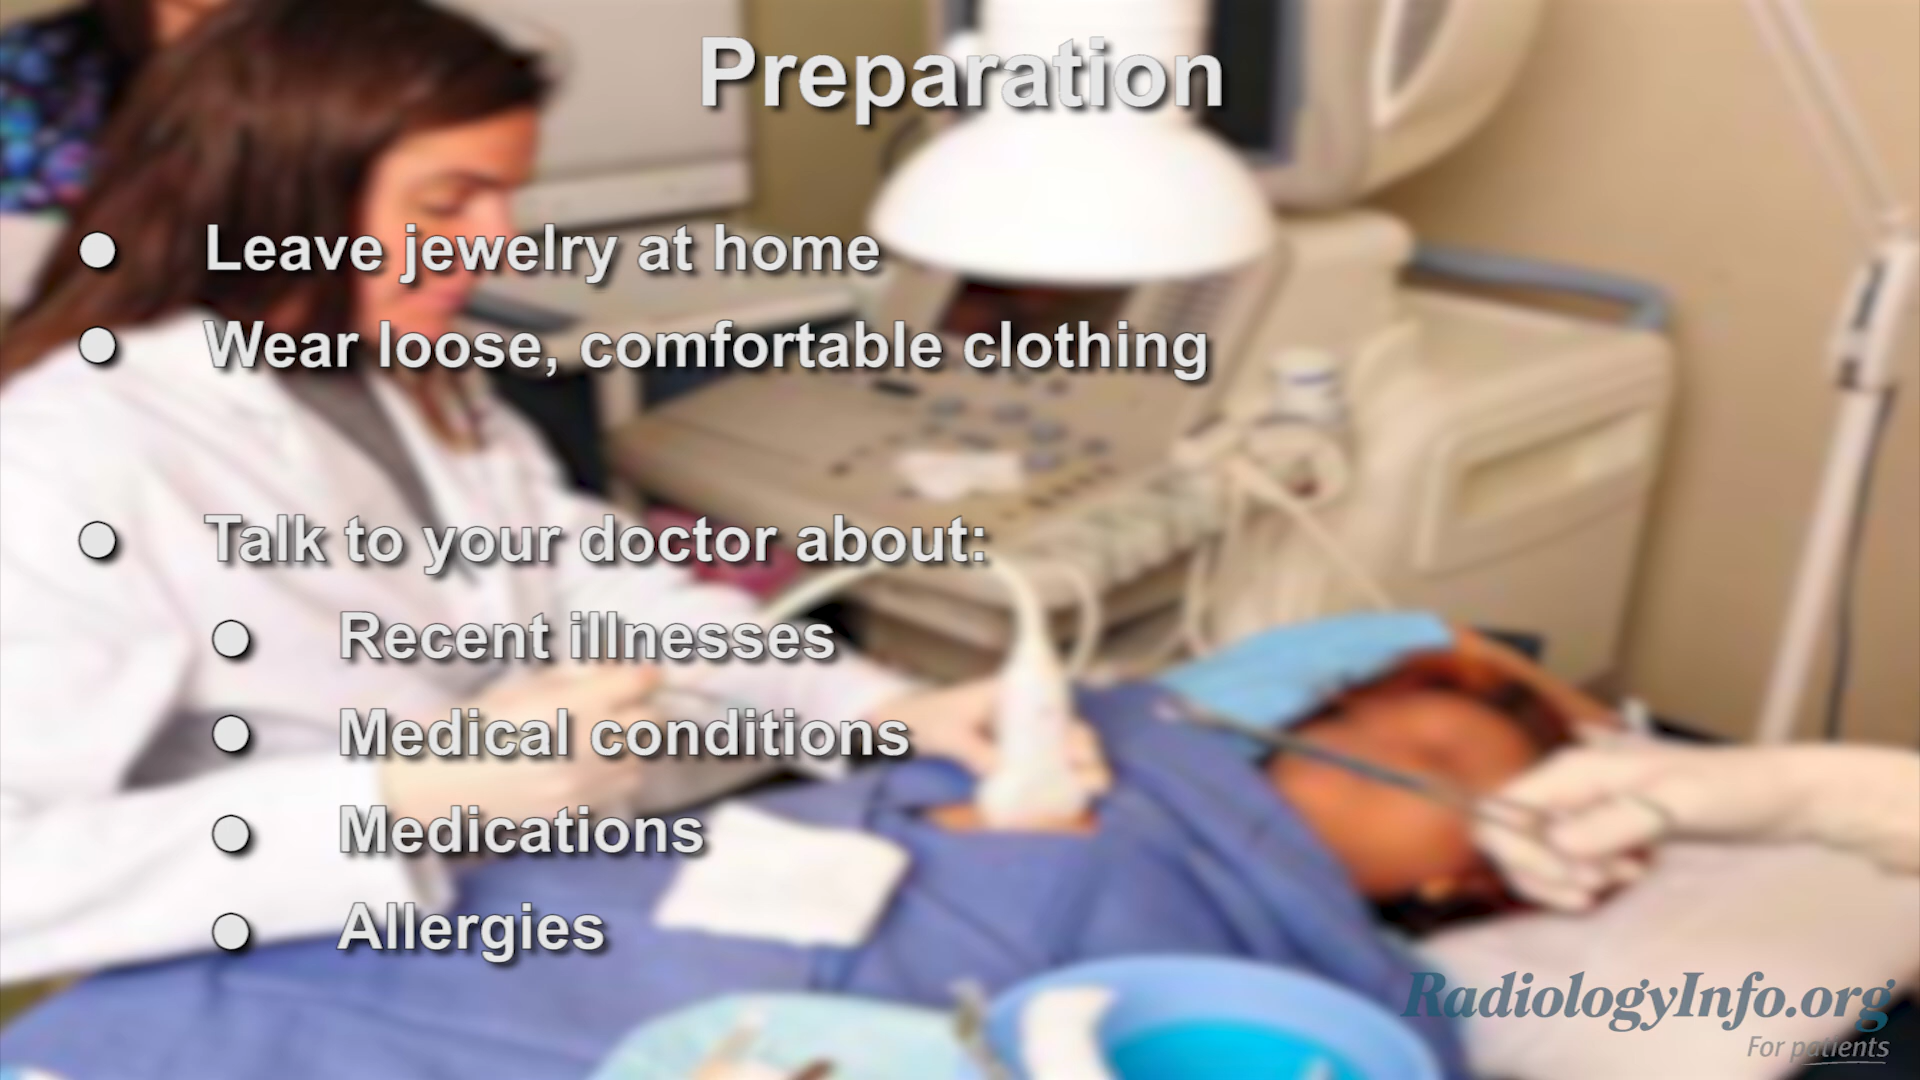 Preparation
Leave jewelry at home
Wear loose, comfortable clothing
Talk to your doctor about:
Recent illnesses
Medical conditions
Medications
Allergies
RadiologyInfo.org
For patients